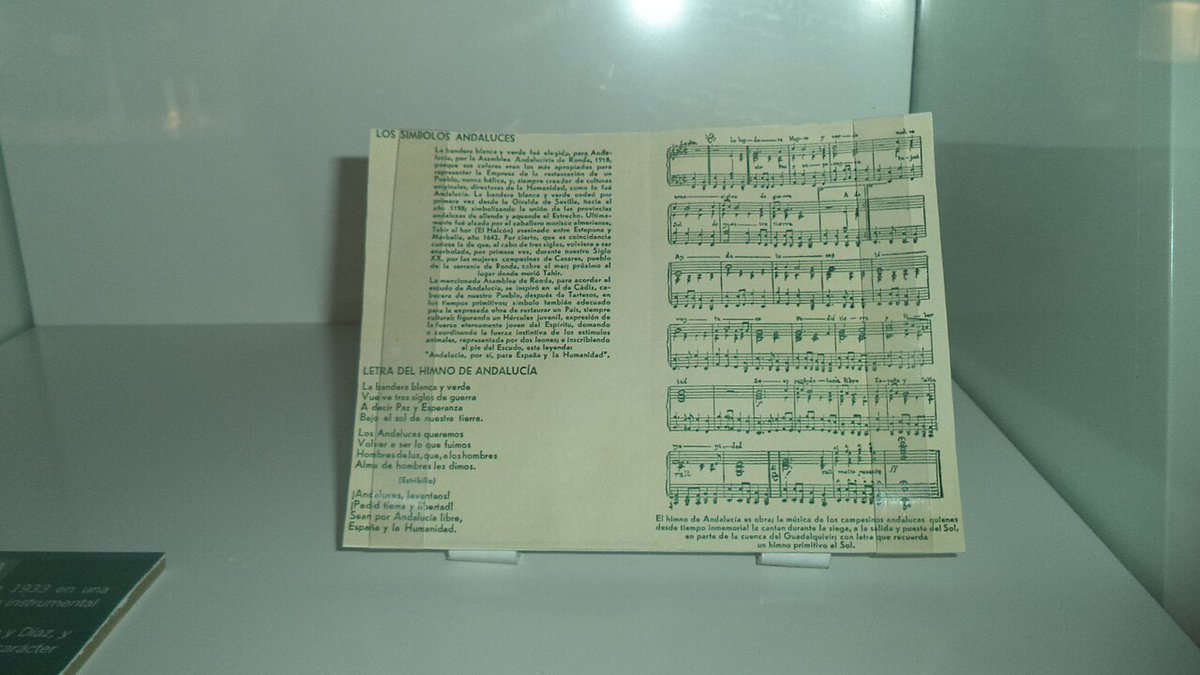 LOS SIMBOLOS ANDALUCES
La bandera blanca y verde fué elegida, para Anda-
lucía, por la Asamblea Andalucista de Ronda, 1918,
porque sus colores eran los más apropiados para
representar la Empresa de la restauración de un
Pueblo, nunca bélico, y, siempre creador de culturas
originales, directoras de la Humanidad, como lo fué
Andalucía. La bandera blanca y verde ondeó por
primera vez desde la Giralda de Sevilla, hacia el
año 1198; simbolizando la unión de las provincias
andaluzas de allende y aquende el Estrecho. Ultima-
mente fué alzada por el caballero morisco almeriense,
Tahir al hor (El Halcón) asesinado entre Estepona y
Marbella, año 1642. Por cierto, que es coincidencia
curiosa la de que, al cabo de tres siglos, volviera a ser
enarbolada, por primera vez, durante nuestro Siglo
XX, por las mujeres campesinas de Casares, pueblo
de la serranía de Ronda, sobre el mar; próximo al
lugar donde murió Tahir.
La mencionada Asamblea de Ronda, para acordar el
escudo de Andalucía, se inspiró en el de Cádiz, ca-
becera de nuestro Pueblo, después de Tartesos, en
los tiempos primitivos; símbolo también adecuado
para la expresada obra de restaurar un País, siempre
cultural; figurando un Hércules juvenil, expresión de
la fuerza eternamente joven del Espíritu, domando
o coordinando la fuerza instintiva de los estímulos
animales, representada por dos leones; e inscribiendo
al pie del Escudo, esta leyenda:
"Andalucía, por sí, para España y la Humanidad".
LETRA DEL HIMNO DE ANDALUCÍA
La bandera blanca y verde
Vuelve tras siglos de guerra
A decir Paz y Esperanza
Bajo el sol de nuestra tierra.
Los Andaluces queremos
Volver a ser lo que fuimos
Hombres de luz, que, a los hombres
Alma de hombres les dimos.
(Estribillo)
¡Andaluces, levantaos!
¡Pedid tierra y libertad!
Sean por Andalucía libre,
España y la Humanidad.
El himno de Andalucía es obra; la música de los campesinos andaluces quienes
desde tiempo inmemorial la cantan durante la siega, a la salida y puesta del Sol,
en parte de la cuenca del Guadalquivir; con letra que recuerda
un himno primitivo al Sol.
1933 en una
instrumental
y Díaz, y
carácter